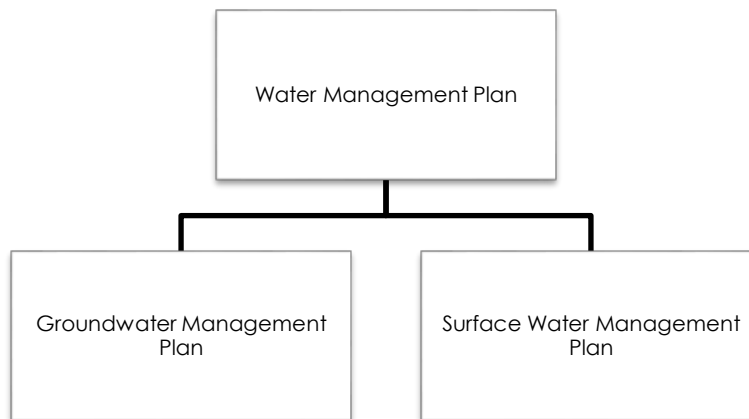 Water Management Plan
Groundwater Management
Plan
Surface Water Management
Plan